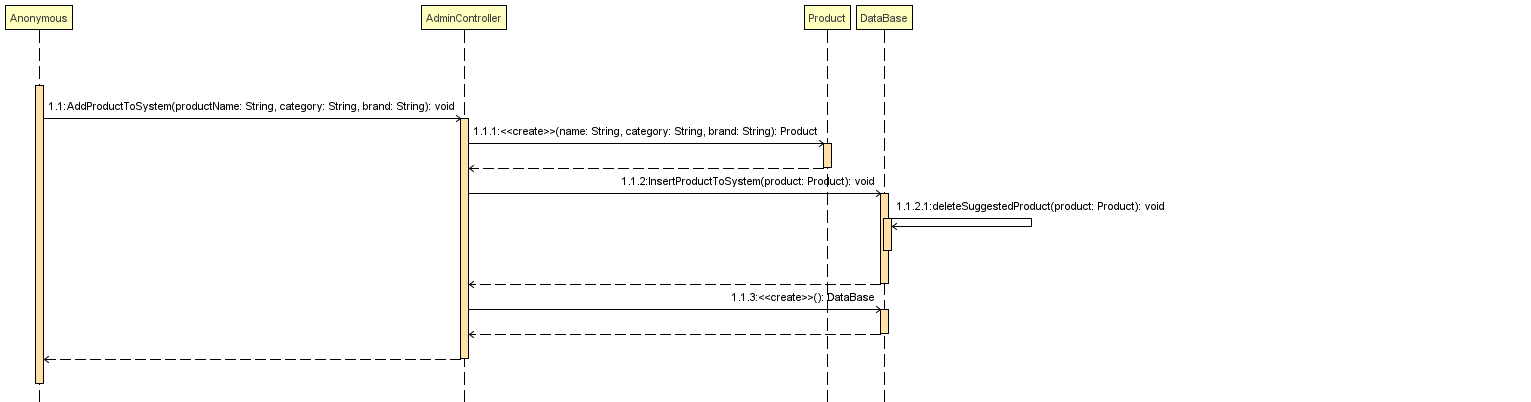 Anonymous
AdminController
Product
DataBase
1.1:AddProductToSystem(productName: String, category: String, brand: String): void
1.1.1:<<create>>(name: String, category: String, brand: String): Product
1.1.2:InsertProductToSystem(product: Product): void
1.1.2.1:deleteSuggestedProduct(product: Product): void
1.1.3:<<create>>(): DataBase